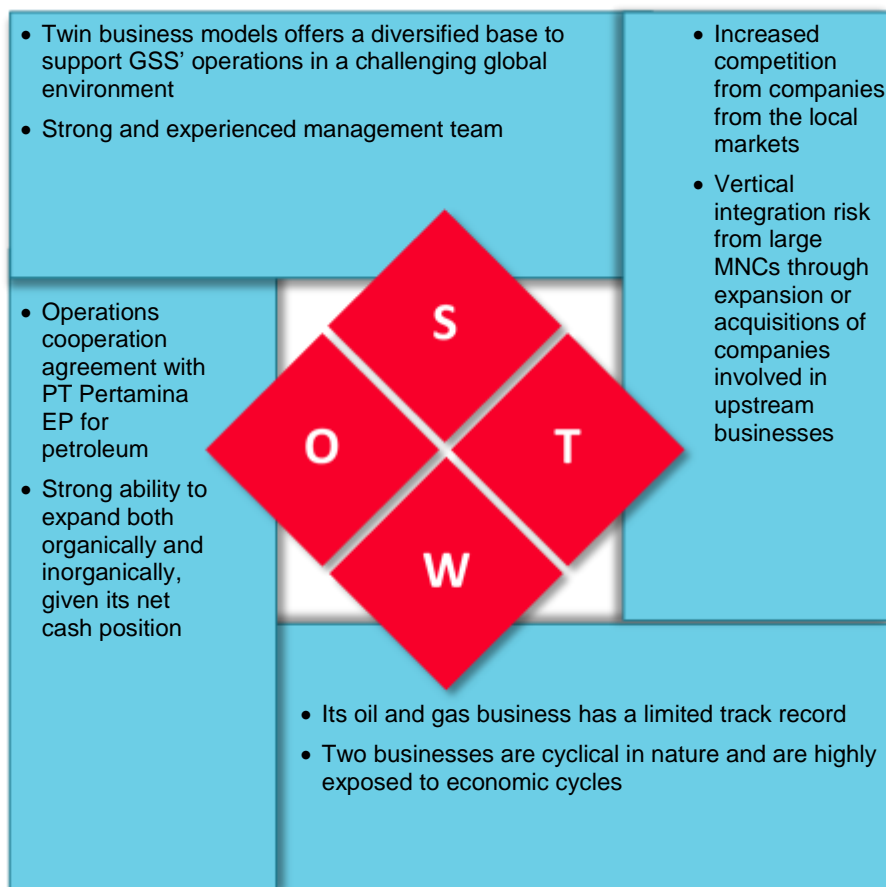 • Twin business models offers a diversified base to
support GSS' operations in a challenging global
environment
• Strong and experienced management team
• Increased
competition
from companies
from the local
markets
• Vertical
integration risk
from large
MNCs through
expansion or
acquisitions of
companies
involved in
upstream
businesses
• Operations
cooperation
agreement with
PT Pertamina
EP for
petroleum
• Strong ability to
expand both
organically and
inorganically,
given its net
cash position
S
O
T
W
• Its oil and gas business has a limited track record
• Two businesses are cyclical in nature and are highly
exposed to economic cycles